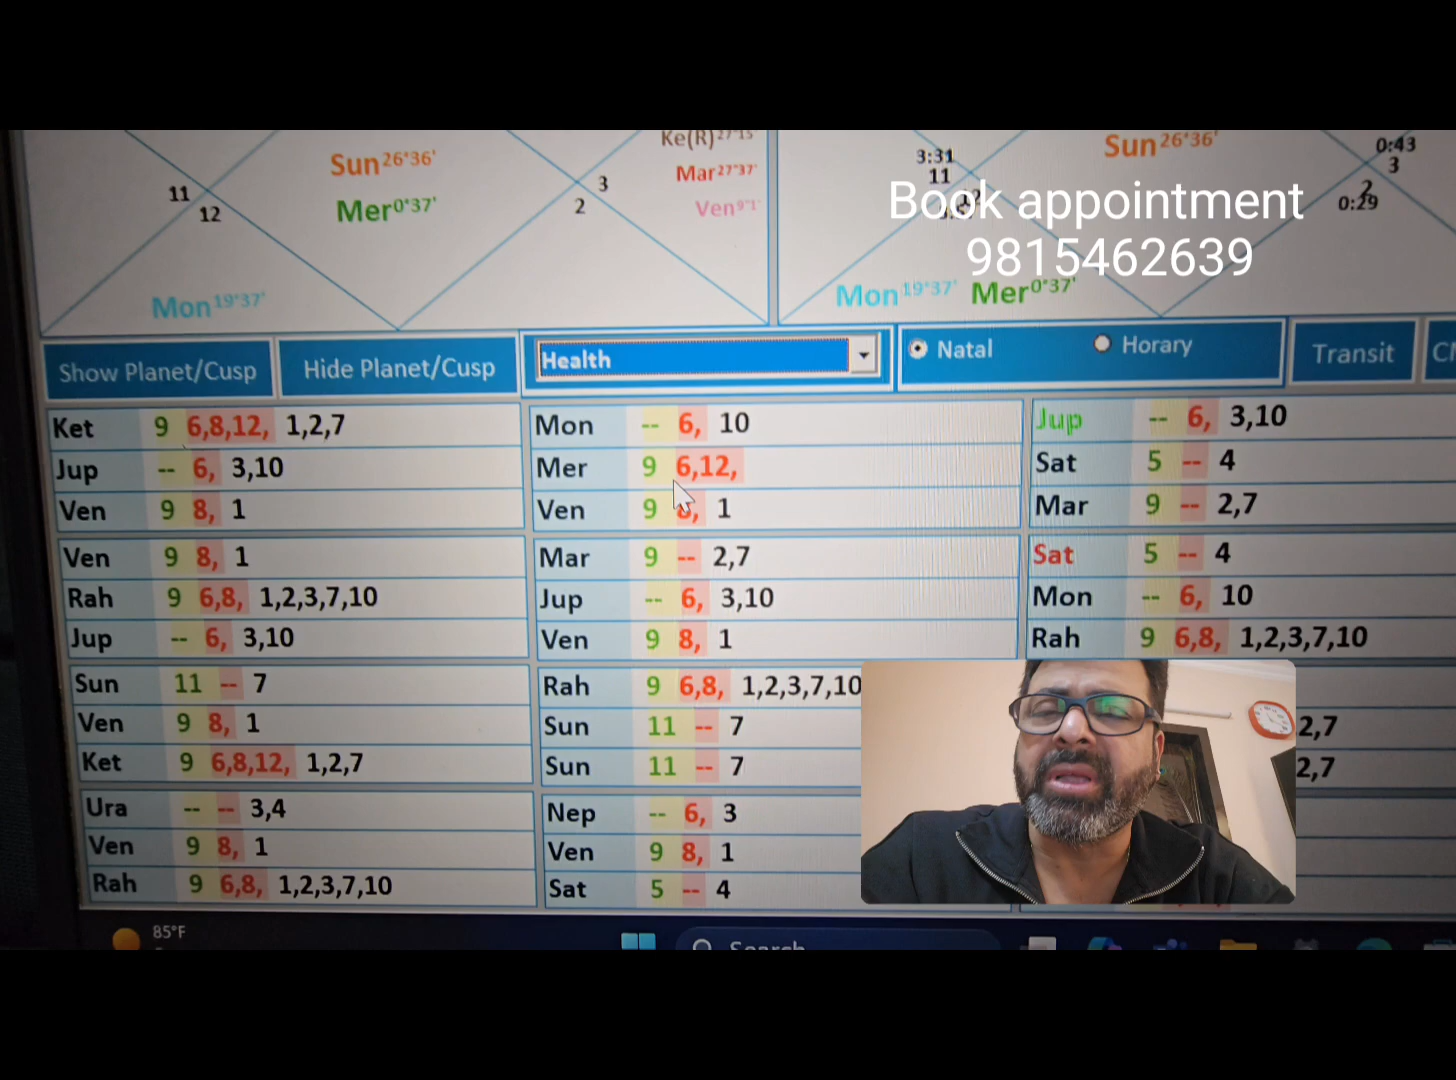 Ke(R)27°15'
Sun26°36'
Mar27°37'
11
12
Mer0°37'
3
2
Ven9°1'
Mon19°37'
Sun26°36'
0:43
3:31
11
3
2
0:29
Book appointment
9815462639
Mon19°37' Mer0°37'
Show Planet/Cusp
Hide Planet/Cusp
Health
Natal
Horary
Transit
Ket 9 6,8,12, 1,2,7
Jup -- 6, 3,10
Ven 9 8, 1
Ven 9 8, 1
Rah 9 6,8, 1,2,3,7,10
Jup -- 6, 3,10
Sun 11 -- 7
Ven 9 8, 1
Ket 9 6,8,12, 1,2,7
Ura -- -- 3,4
Ven 9 8, 1
Rah 9 6,8, 1,2,3,7,10
Mon -- 6, 10
Mer 9 6,12,
Ven 9 8, 1
Mar 9 -- 2,7
Jup -- 6, 3,10
Ven 9 8, 1
Rah 9 6,8, 1,2,3,7,10
Sun 11 -- 7
Sun 11 -- 7
Nep -- 6, 3
Ven 9 8, 1
Sat 5 -- 4
Jup -- 6, 3,10
Sat 5 -- 4
Mar 9 -- 2,7
Sat 5 -- 4
Mon -- 6, 10
Rah 9 6,8, 1,2,3,7,10
2,7
2,7
85°F
Search